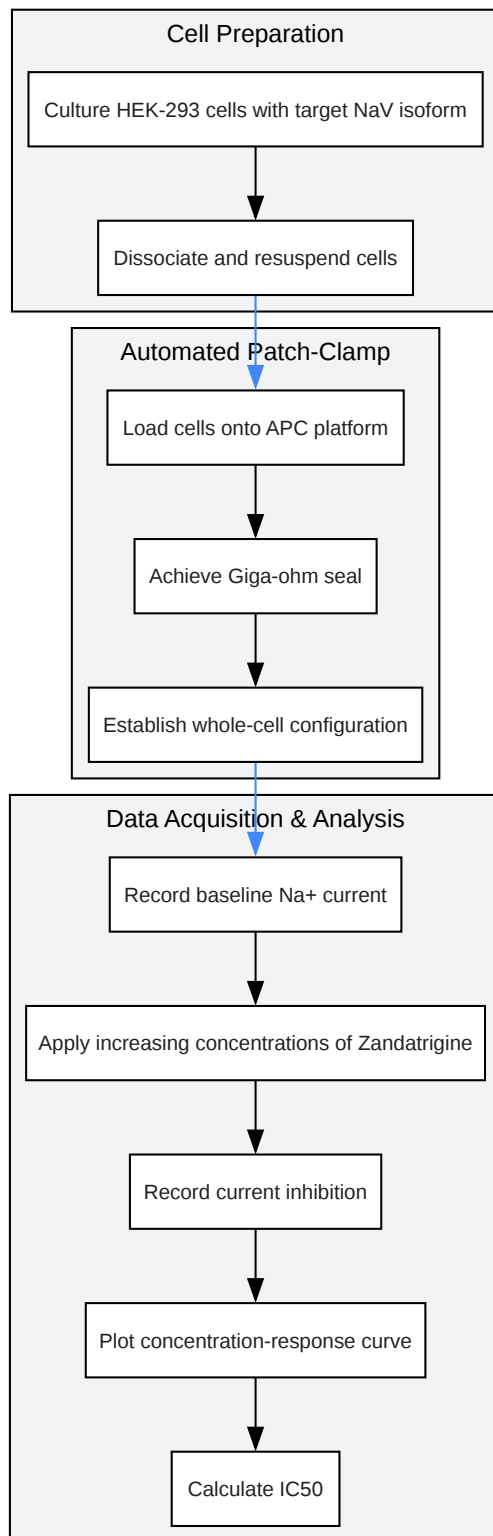 Cell Preparation
Culture HEK-293 cells with target NaV isoform
Dissociate and resuspend cells
Automated Patch-Clamp
Load cells onto APC platform
Achieve Giga-ohm seal
Establish whole-cell configuration
Data Acquisition & Analysis
Record baseline Na+ current
Apply increasing concentrations of Zandatrigine
Record current inhibition
Plot concentration-response curve
Calculate IC50